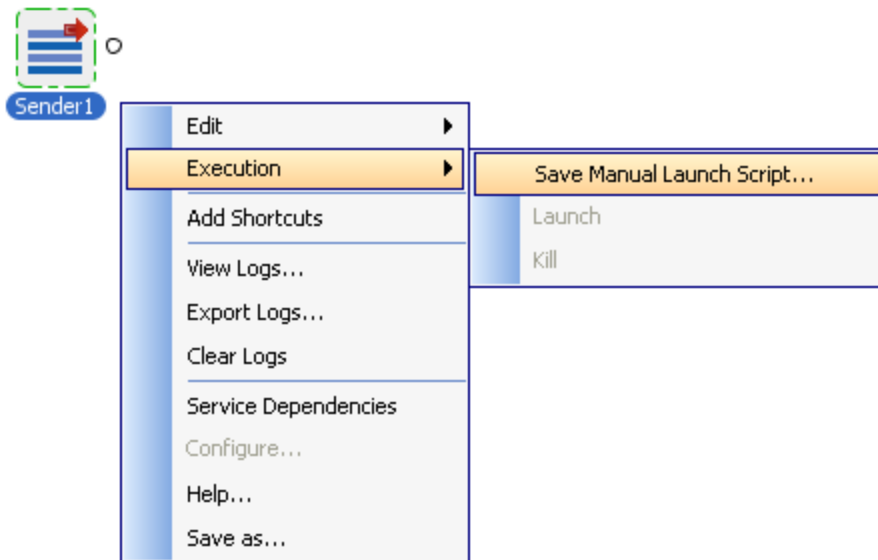 Sender1
Edit
Execution
Save Manual Launch Script...
Launch
Kill
Add Shortcuts
View Logs...
Export Logs...
Clear Logs
Service Dependencies
Configure...
Help...
Save as...